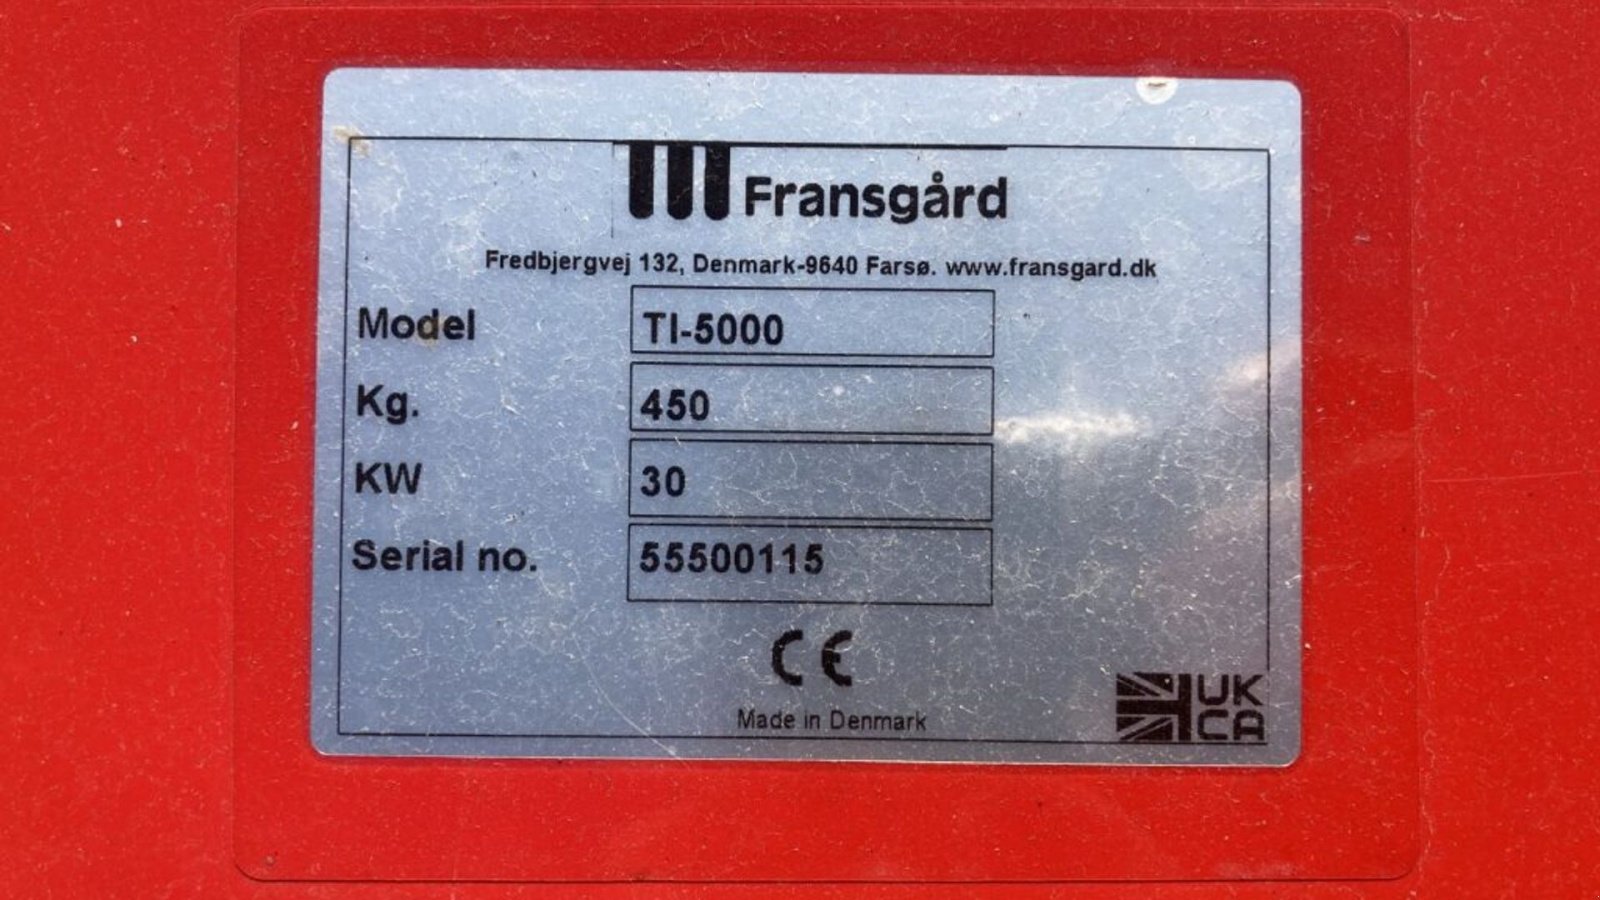 Fransgård
Fredbjergvej 132, Denmark-9640 Farsø. www.fransgard.dk
Model TI-5000
Kg. 450
KW 30
Serial no. 55500115
CE
Made in Denmark
UK
CA